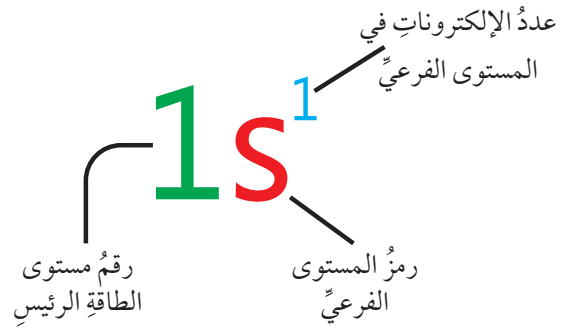 عددُ الإلكتروناتِ في
المستوى الفرعيِّ
1s¹
رمزُ المستوى
الفرعيِّ
رقمُ مستوى
الطاقةِ الرئيسِ